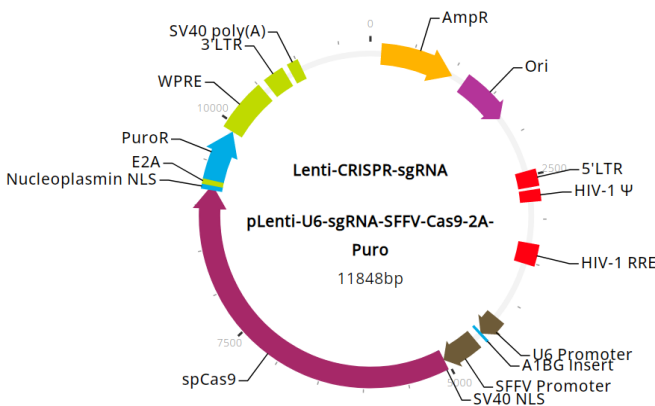 0
AmpR
SV40 poly(A)
3'LTR
Ori
WPRE
10000
PuroR
E2A
Nucleoplasmin NLS
Lenti-CRISPR-sgRNA
2500
5'LTR
HIV-1 Ψ
pLenti-U6-sgRNA-SFFV-Cas9-2A-
Puro
11848bp
HIV-1 RRE
7500
U6 Promoter
A1BG Insert
spCas9
5000
SFFV Promoter
SV40 NLS